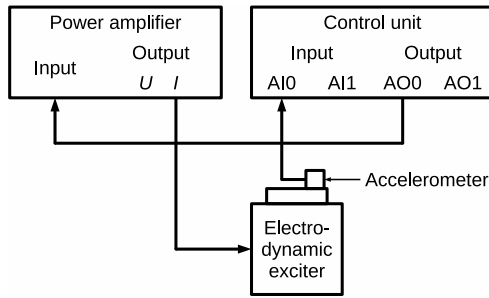 Power amplifier
Input
Output
U I
Control unit
Input Output
AI0 AI1 AO0 AO1
Accelerometer
Electro-
dynamic
exciter